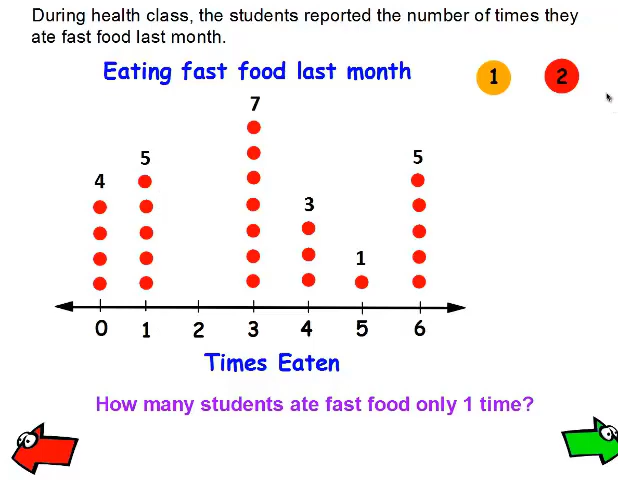 During health class, the students reported the number of times they
ate fast food last month.
Eating fast food last month
1 2
7
5 5
4
3
1
0 1 2 3 4 5 6
Times Eaten
How many students ate fast food only 1 time?